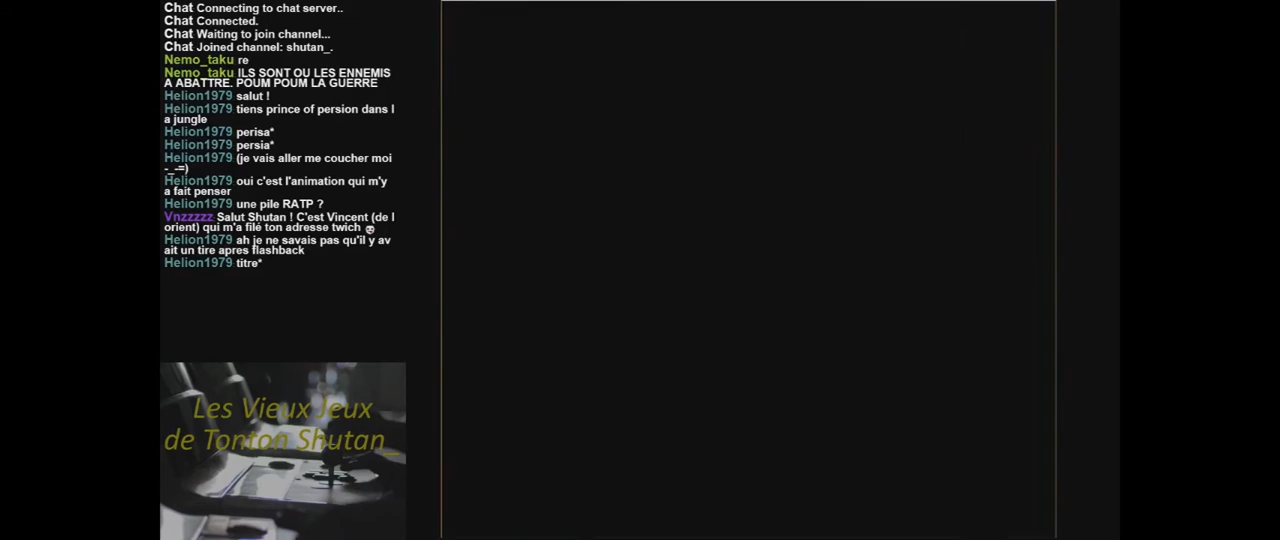 Chat Connecting to chat server..
Chat Connected.
Chat Waiting to join channel...
Chat Joined channel: shutan_.
Nemo_taku re
Nemo_taku ILS SONT OU LES ENNEMIS
A ABATTRE. POUM POUM LA GUERRE
Helion1979 salut !
Helion1979 tiens prince of persion dans l
a jungle
Helion1979 perisa*
Helion1979 persia*
Helion1979 (je vais aller me coucher moi
-_-=)
Helion1979 oui c'est l'animation qui m'y
a fait penser
Helion1979 une pile RATP ?
Vnzzzzz Salut Shutan ! C'est Vincent (de l
orient) qui m'a filé ton adresse twich
Helion1979 ah je ne savais pas qu'il y av
ait un tire apres flashback
Helion1979 titre*
Les Vieux Jeux
de Tonton Shutan_